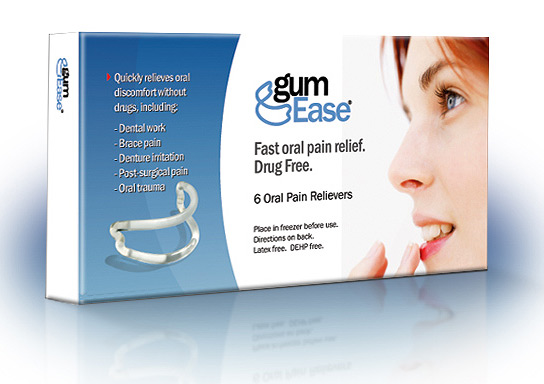 gum
Ease®
Quickly relieves oral
discomfort without
drugs, including:
- Dental work
- Brace pain
- Denture irritation
- Post-surgical pain
- Oral trauma
gum
Ease®
Fast oral pain relief.
Drug Free.
6 Oral Pain Relievers
Place in freezer before use.
Directions on back.
Latex free. DEHP free.